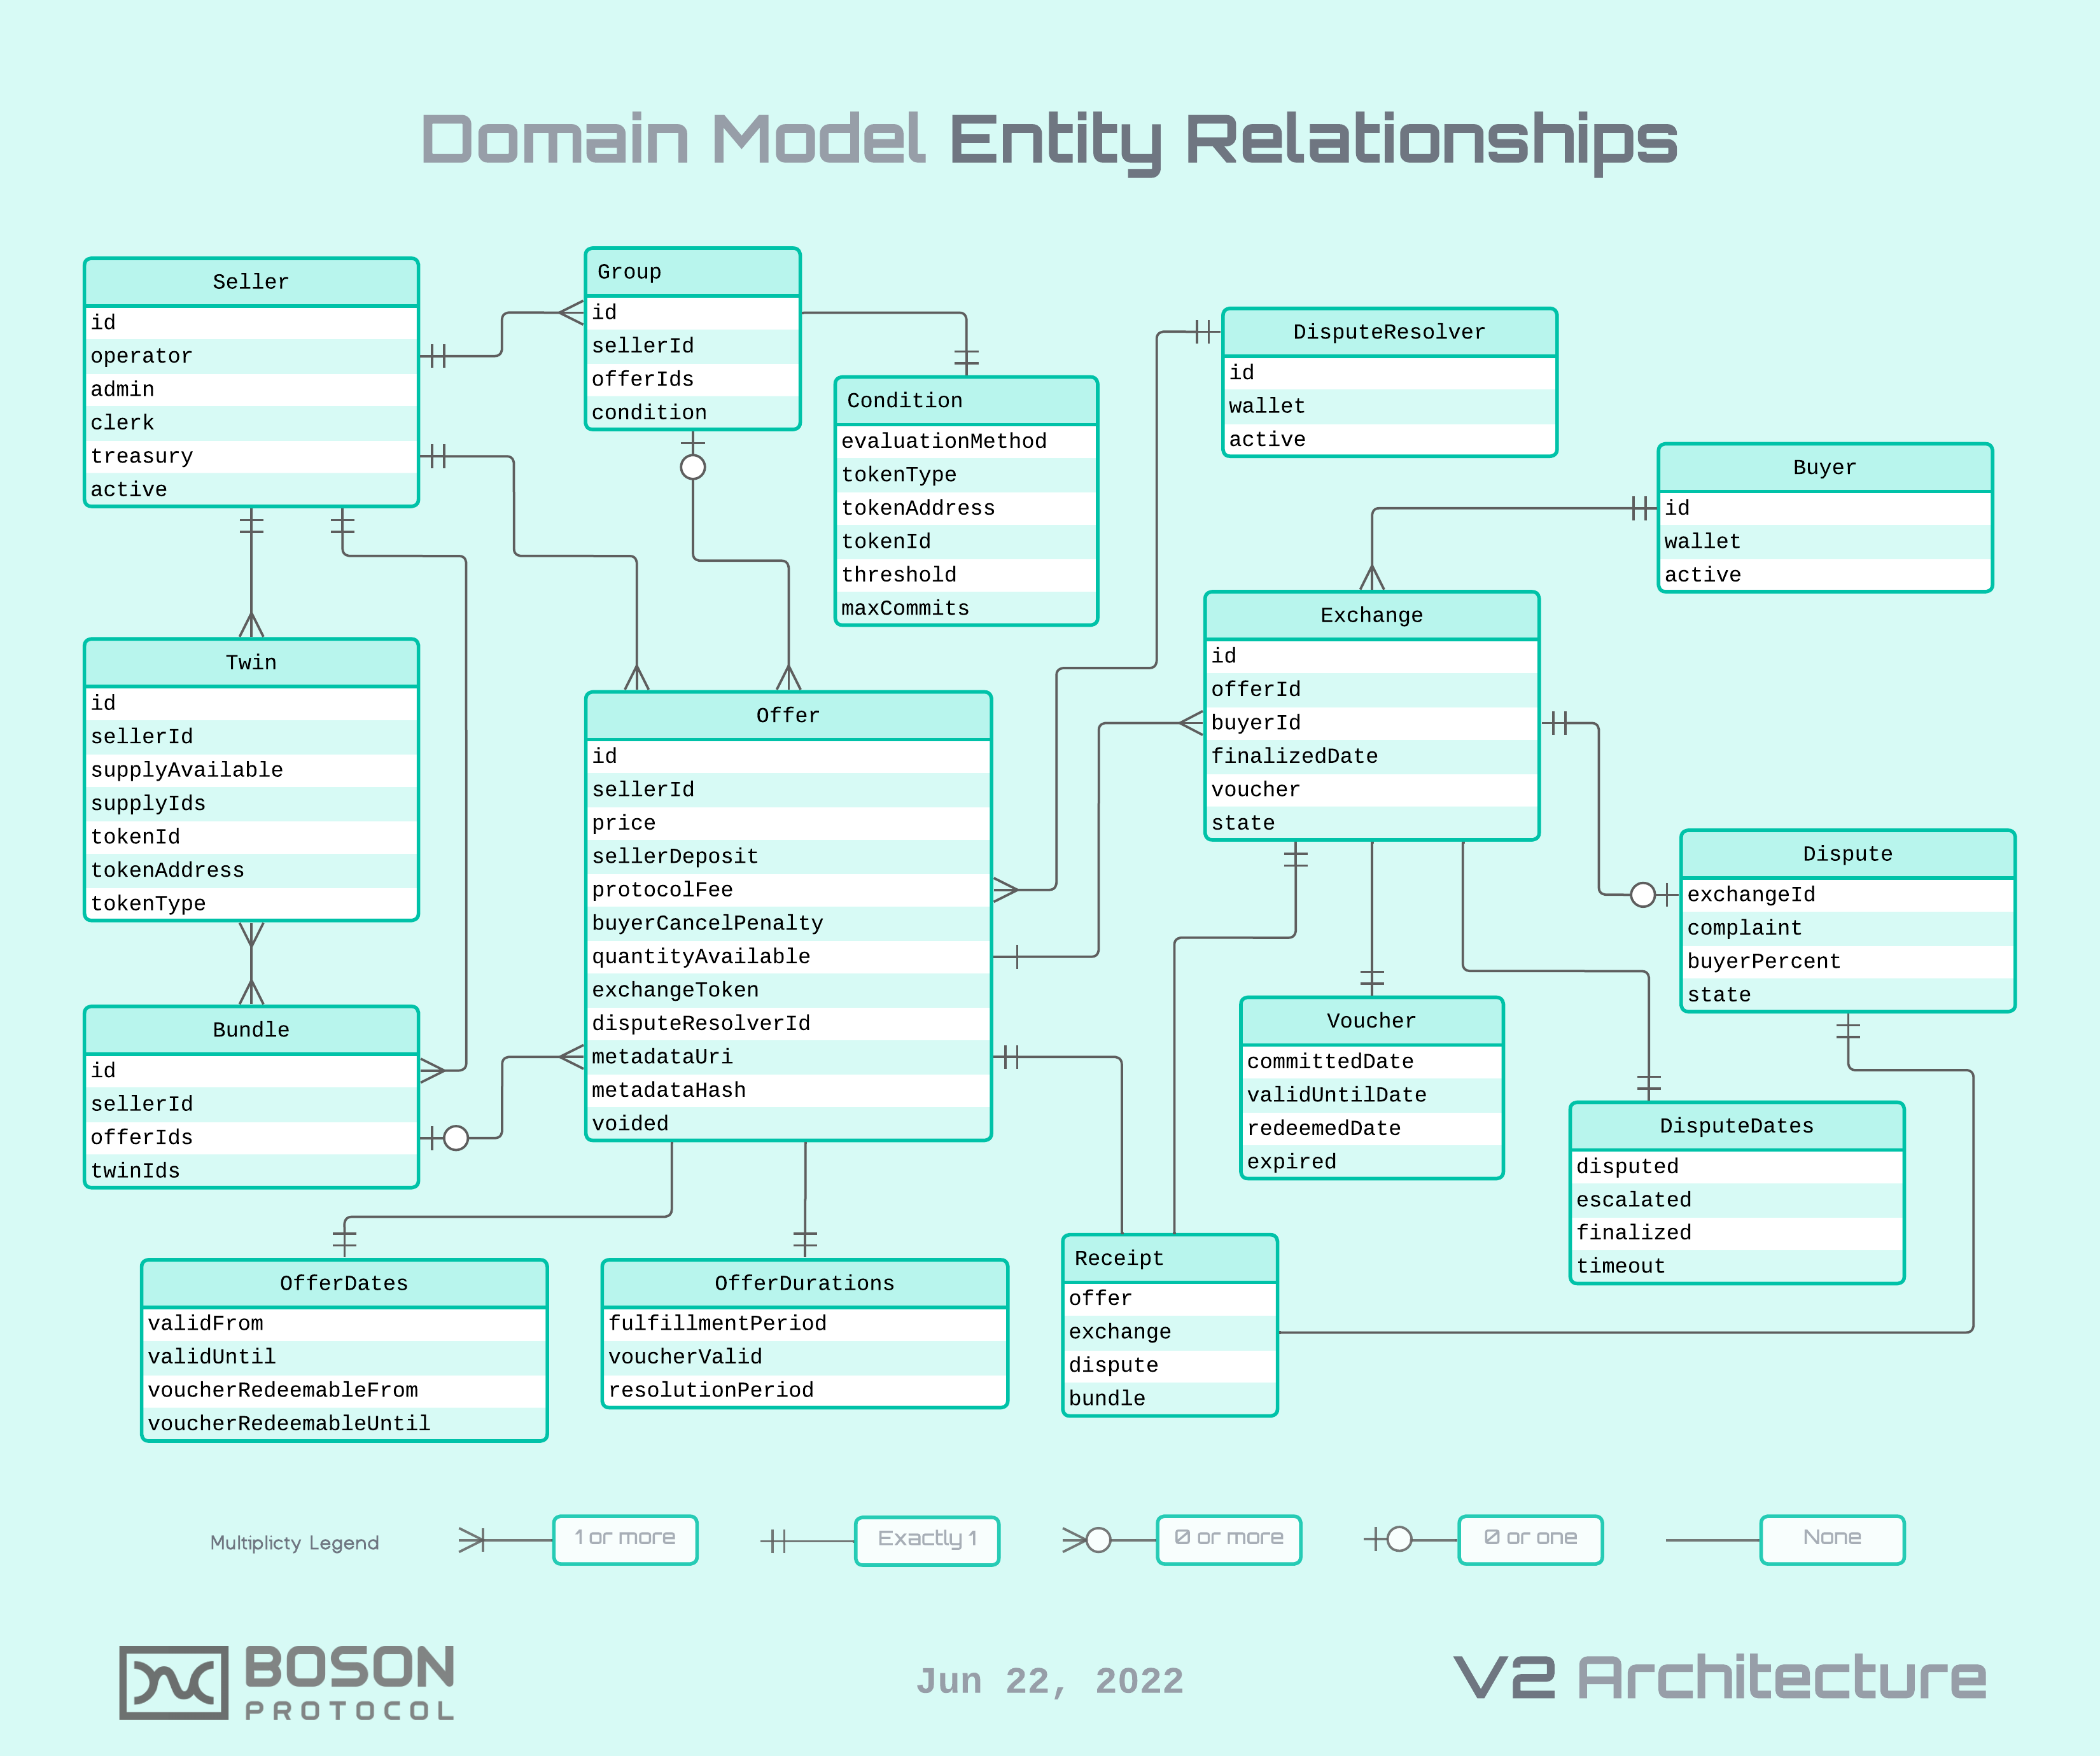 Domain Model Entity Relationships
Seller
id
operator
admin
clerk
treasury
active
Group
id
sellerId
offerIds
condition
Condition
evaluationMethod
tokenType
tokenAddress
tokenId
threshold
maxCommits
DisputeResolver
id
wallet
active
Buyer
id
wallet
active
Twin
id
sellerId
supplyAvailable
supplyIds
tokenId
tokenAddress
tokenType
Offer
id
sellerId
price
sellerDeposit
protocolFee
buyerCancelPenalty
quantityAvailable
exchangeToken
disputeResolverId
metadataUri
metadataHash
voided
Exchange
id
offerId
buyerId
finalizedDate
voucher
state
Dispute
exchangeId
complaint
buyerPercent
state
Bundle
id
sellerId
offerIds
twinIds
Voucher
committedDate
validUntilDate
redeemedDate
expired
DisputeDates
disputed
escalated
finalized
timeout
OfferDates
validFrom
validUntil
voucherRedeemableFrom
voucherRedeemableUntil
OfferDurations
fulfillmentPeriod
voucherValid
resolutionPeriod
Receipt
offer
exchange
dispute
bundle
Multiplicty Legend
1 or more
Exactly 1
0 or more
0 or one
None
BOSON
PROTOCOL
Jun 22, 2022
V2 Architecture